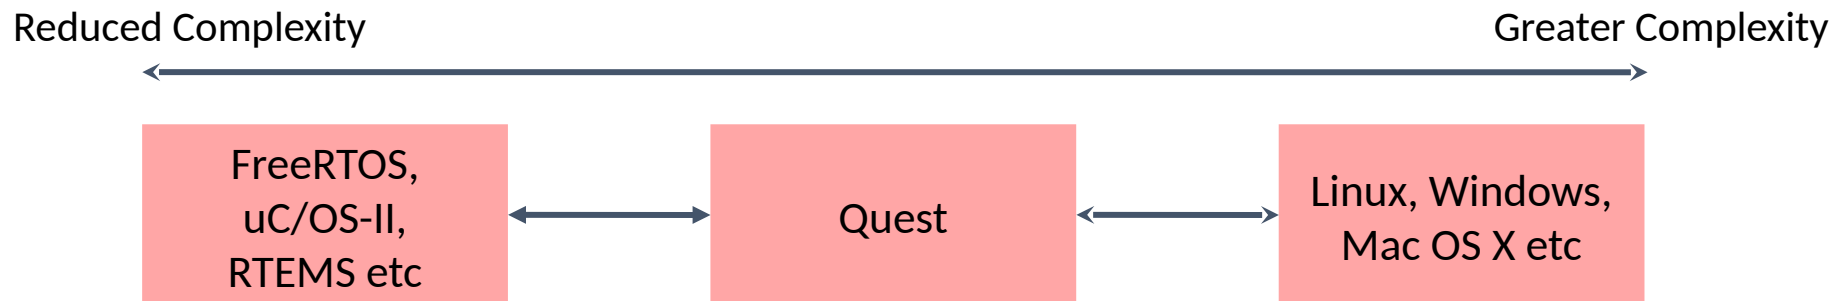 Reduced Complexity
Greater Complexity
FreeRTOS,
uC/OS-II,
RTEMS etc
Quest
Linux, Windows,
Mac OS X etc